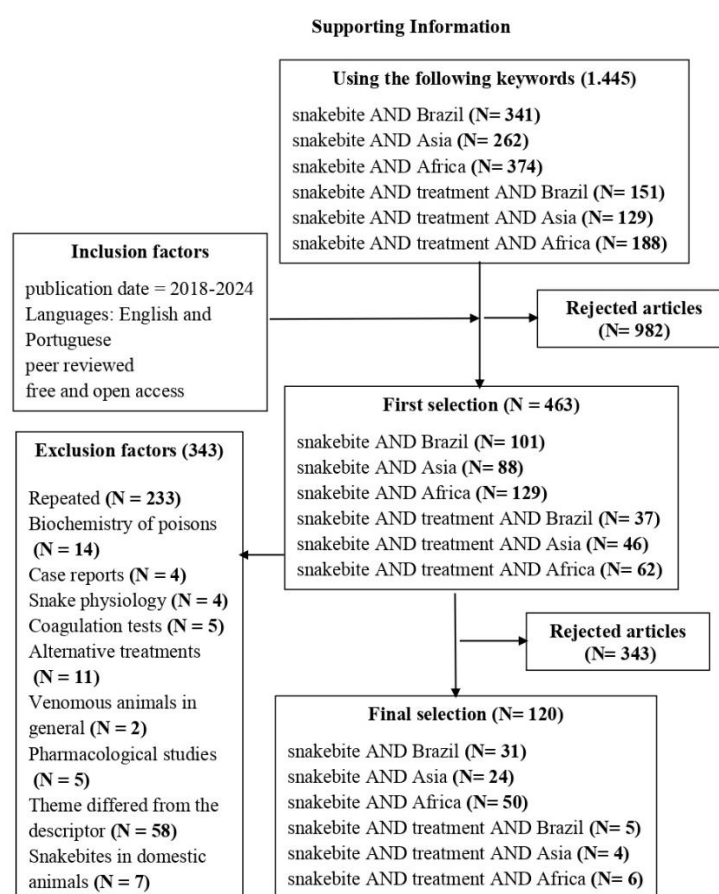 Supporting Information
Using the following keywords (1.445)
snakebite AND Brazil (N= 341)
snakebite AND Asia (N= 262)
snakebite AND Africa (N= 374)
snakebite AND treatment AND Brazil (N= 151)
snakebite AND treatment AND Asia (N= 129)
snakebite AND treatment AND Africa (N= 188)
Inclusion factors
publication date = 2018-2024
Languages: English and
Portuguese
peer reviewed
free and open access
Rejected articles
(N= 982)
First selection (N = 463)
snakebite AND Brazil (N= 101)
snakebite AND Asia (N= 88)
snakebite AND Africa (N= 129)
snakebite AND treatment AND Brazil (N= 37)
snakebite AND treatment AND Asia (N= 46)
snakebite AND treatment AND Africa (N= 62)
Exclusion factors (343)
Repeated (N = 233)
Biochemistry of poisons
(N = 14)
Case reports (N = 4)
Snake physiology (N = 4)
Coagulation tests (N = 5)
Alternative treatments
(N = 11)
Venomous animals in
general (N = 2)
Pharmacological studies
(N = 5)
Theme differed from the
descriptor (N = 58)
Snakebites in domestic
animals (N = 7)
Rejected articles
(N= 343)
Final selection (N= 120)
snakebite AND Brazil (N= 31)
snakebite AND Asia (N= 24)
snakebite AND Africa (N= 50)
snakebite AND treatment AND Brazil (N= 5)
snakebite AND treatment AND Asia (N= 4)
snakebite AND treatment AND Africa (N= 6)